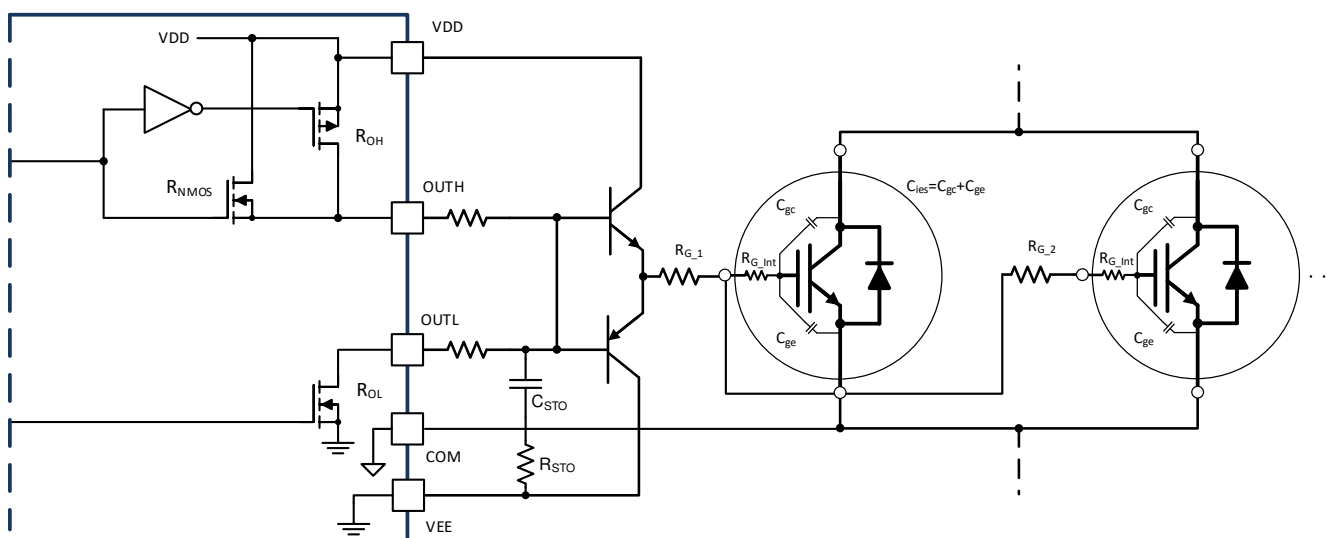 VDD
VDD
R_OH
R_NMOS
OUTH
C_ies=C_gc+C_ge
C_gc
C_gc
R_G_1
R_G_Int
R_G_2
R_G_Int
OUTL
C_ge
C_ge
R_OL
C_STO
COM
R_STO
VEE
. .